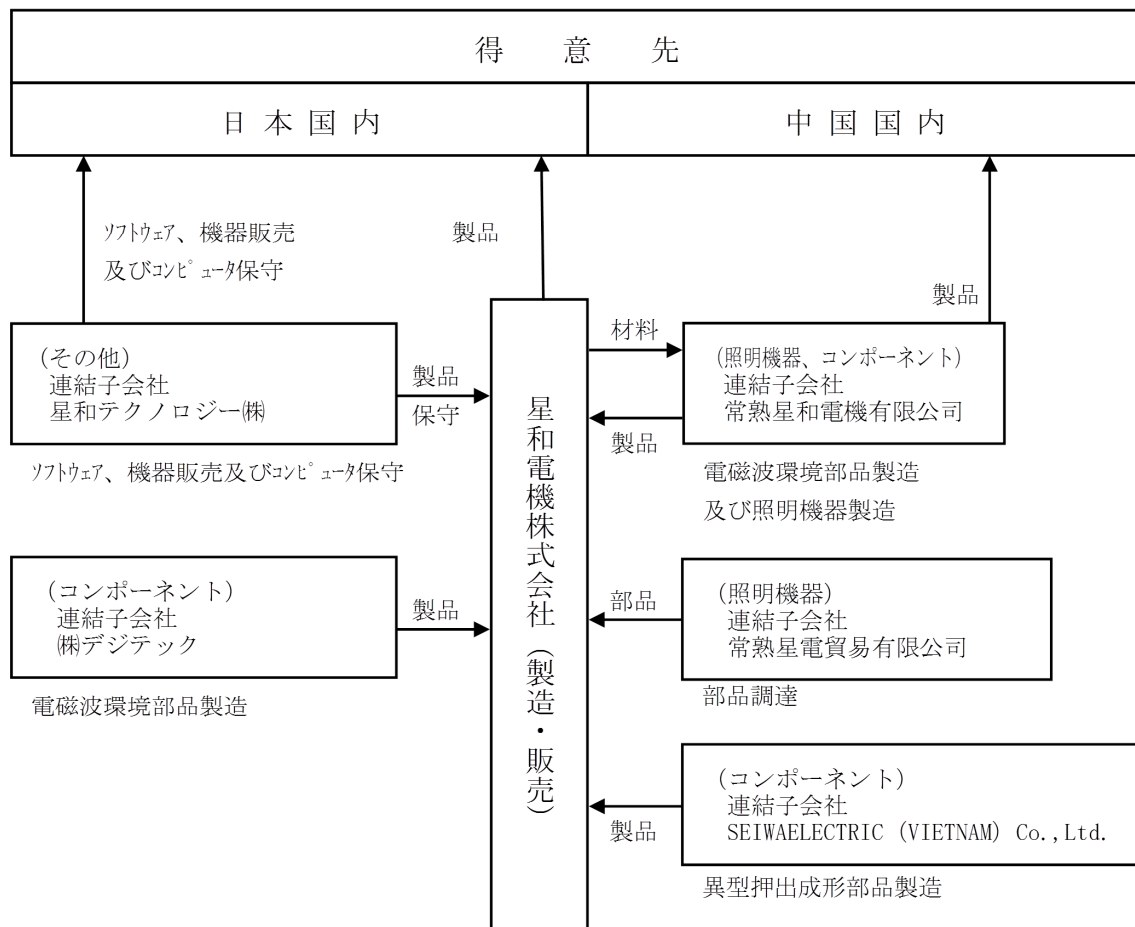 得意先
日本国内
中国国内
ソフトウェア、機器販売
及びコンピュータ保守
製品
製品
(その他)
連結子会社
星和テクノロジー㈱
製品
保守
ソフトウェア、機器販売及びコンピュータ保守
(コンポーネント)
連結子会社
㈱デジテック
製品
電磁波環境部品製造
星和電機株式会社(製造・販売)
材料
製品
(照明機器、コンポーネント)
連結子会社
常熟星和電機有限公司
電磁波環境部品製造
及び照明機器製造
部品
(照明機器)
連結子会社
常熟星電貿易有限公司
部品調達
製品
(コンポーネント)
連結子会社
SEIWAELECTRIC (VIETNAM) Co.,Ltd.
異型押出成形部品製造